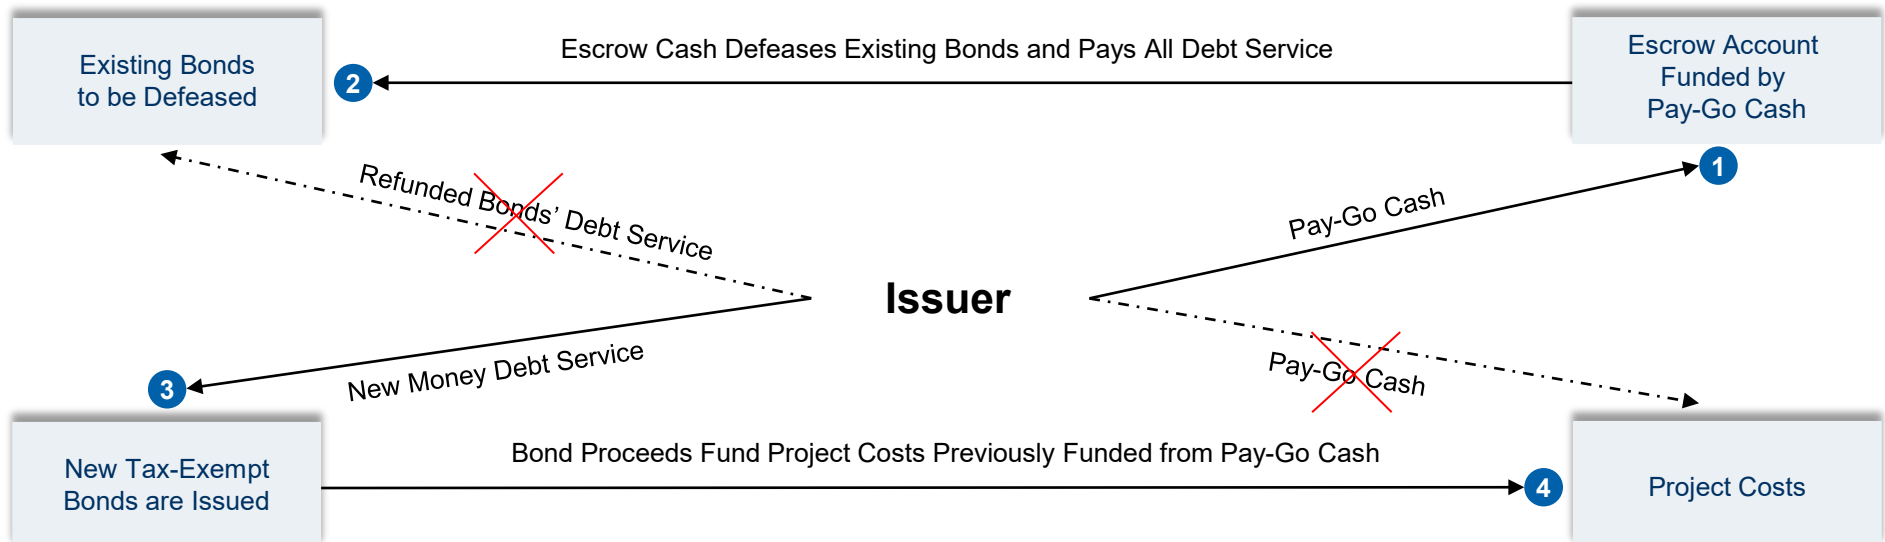 Existing Bonds
to be Defeased
2
Escrow Cash Defeases Existing Bonds and Pays All Debt Service
Escrow Account
Funded by
Pay-Go Cash
1
Refunded Bonds’ Debt Service
Pay-Go Cash
Issuer
New Money Debt Service
Pay-Go Cash
3
New Tax-Exempt
Bonds are Issued
Bond Proceeds Fund Project Costs Previously Funded from Pay-Go Cash
4
Project Costs